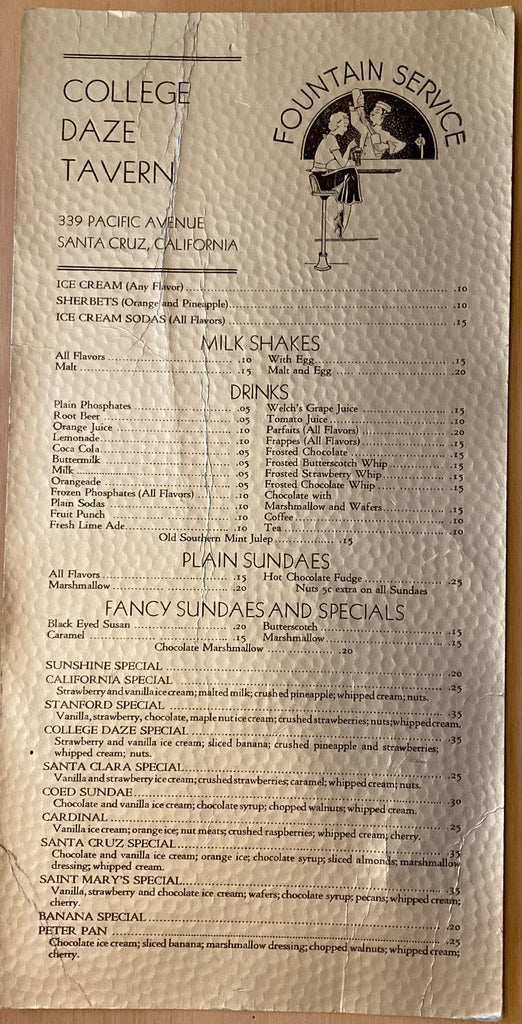 COLLEGE
DAZE
TAVERN
339 PACIFIC AVENUE
SANTA CRUZ, CALIFORNIA
FOUNTAIN SERVICE
ICE CREAM (Any Flavor) .10
SHERBETS (Orange and Pineapple) .10
ICE CREAM SODAS (All Flavors) .15
MILK SHAKES
All Flavors .10 With Egg .15
Malt .15 Malt and Egg .20
DRINKS
Plain Phosphates .05 Welch's Grape Juice .15
Root Beer .05 Tomato Juice .10
Orange Juice .10 Parfaits (All Flavors) .20
Lemonade .10 Frappes (All Flavors) .15
Coca Cola .05 Frosted Chocolate .15
Buttermilk .05 Frosted Butterscotch Whip .15
Milk .05 Frosted Strawberry Whip .15
Orangeade .05 Frosted Chocolate Whip .15
Frozen Phosphates (All Flavors) .10 Chocolate with
Plain Sodas .10 Marshmallow and Wafers .15
Fruit Punch .10 Coffee .10
Fresh Lime Ade .10 Tea .10
Old Southern Mint Julep .15
PLAIN SUNDAES
All Flavors .15 Hot Chocolate Fudge .25
Marshmallow .20 Nuts 5c extra on all Sundaes
FANCY SUNDAES AND SPECIALS
Black Eyed Susan .20 Butterscotch .15
Caramel .15 Marshmallow .15
Chocolate Marshmallow .20
SUNSHINE SPECIAL .20
CALIFORNIA SPECIAL .25
Strawberry and vanilla ice cream; malted milk; crushed pineapple; whipped cream; nuts.
STANFORD SPECIAL .35
Vanilla, strawberry, chocolate, maple nut ice cream; crushed strawberries; nuts; whipped cream.
COLLEGE DAZE SPECIAL .35
Strawberry and vanilla ice cream; sliced banana; crushed pineapple and strawberries;
whipped cream; nuts.
SANTA CLARA SPECIAL .25
Vanilla and strawberry ice cream; crushed strawberries; caramel; whipped cream; nuts.
COED SUNDAE .30
Chocolate and vanilla ice cream; chocolate syrup; chopped walnuts; whipped cream.
CARDINAL .25
Vanilla ice cream; orange ice; nut meats; crushed raspberries; whipped cream; cherry.
SANTA CRUZ SPECIAL .35
Chocolate and vanilla ice cream; orange ice; chocolate syrup; sliced almonds; marshmallow
dressing; whipped cream.
SAINT MARY'S SPECIAL .35
Vanilla, strawberry and chocolate ice cream; wafers; chocolate syrup; pecans; whipped cream;
cherry.
BANANA SPECIAL .20
PETER PAN .25
Chocolate ice cream; sliced banana; marshmallow dressing; chopped walnuts; whipped cream;
cherry.